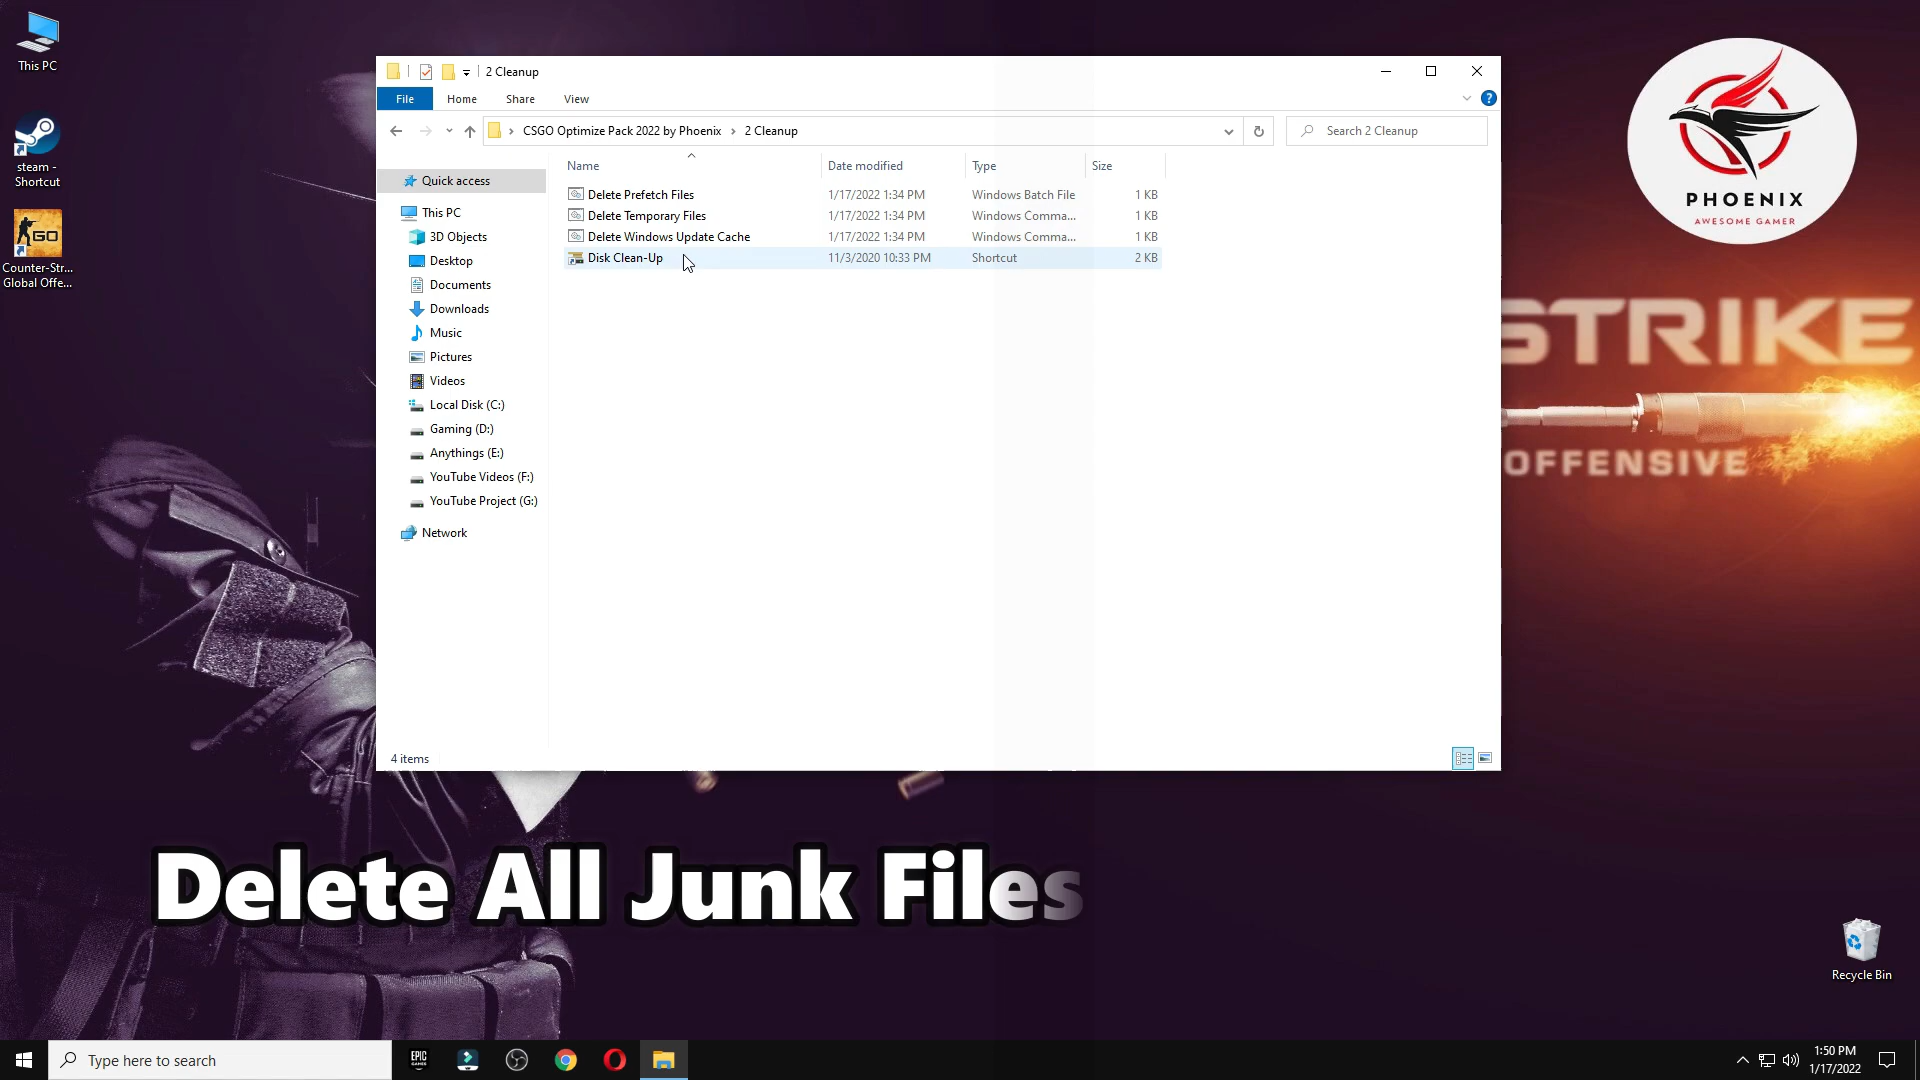 This PC
steam -
Shortcut
GO
Counter-Str...
Global Offe...
2 Cleanup
File
Home
Share
View
CSGO Optimize Pack 2022 by Phoenix
2 Cleanup
Search 2 Cleanup
Name
Date modified
Type
Size
Quick access
This PC
3D Objects
Desktop
Documents
Downloads
Music
Pictures
Videos
Local Disk (C:)
Gaming (D:)
Anythings (E:)
YouTube Videos (F:)
YouTube Project (G:)
Network
Delete Prefetch Files 1/17/2022 1:34 PM Windows Batch File 1 KB
Delete Temporary Files 1/17/2022 1:34 PM Windows Comma... 1 KB
Delete Windows Update Cache 1/17/2022 1:34 PM Windows Comma... 1 KB
Disk Clean-Up 11/3/2020 10:33 PM Shortcut 2 KB
4 items
PHOENIX
AWESOME GAMER
STRIKE
OFFENSIVE
Delete All Junk Files
Recycle Bin
Type here to search
EPIC
GAMES
1:50 PM
1/17/2022